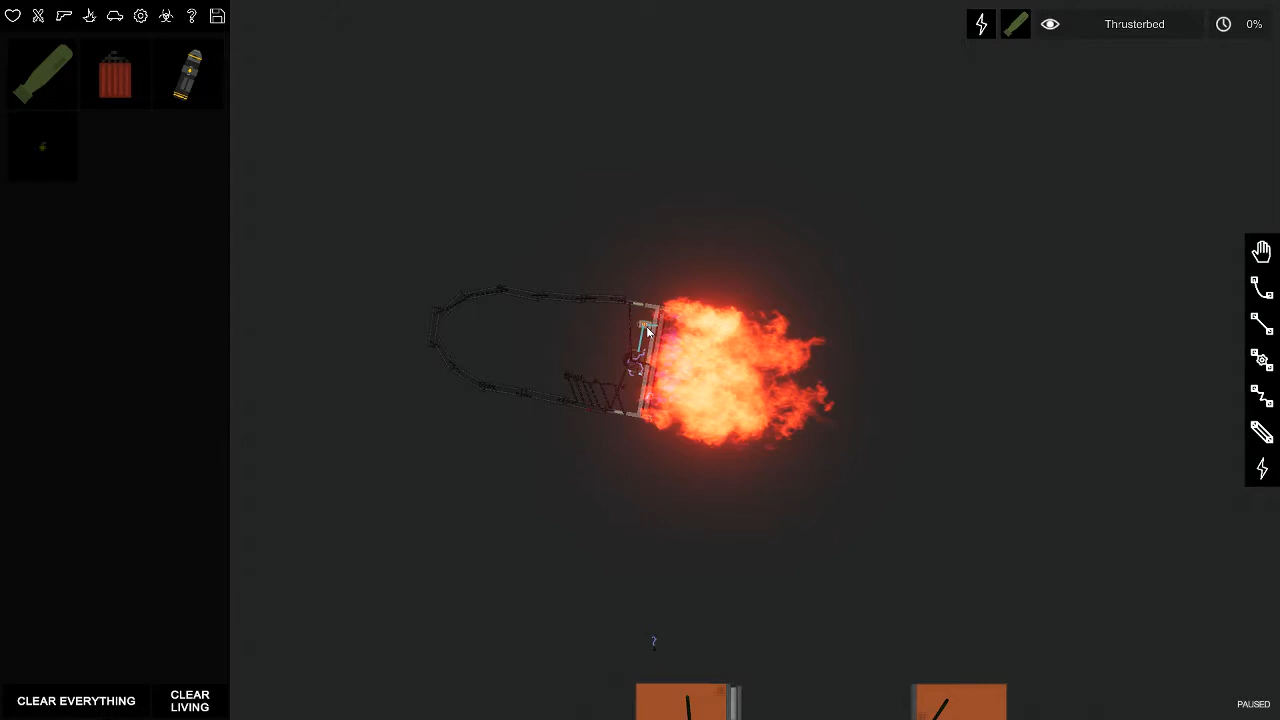 Thrusterbed
0%
CLEAR EVERYTHING
CLEAR
LIVING
PAUSED